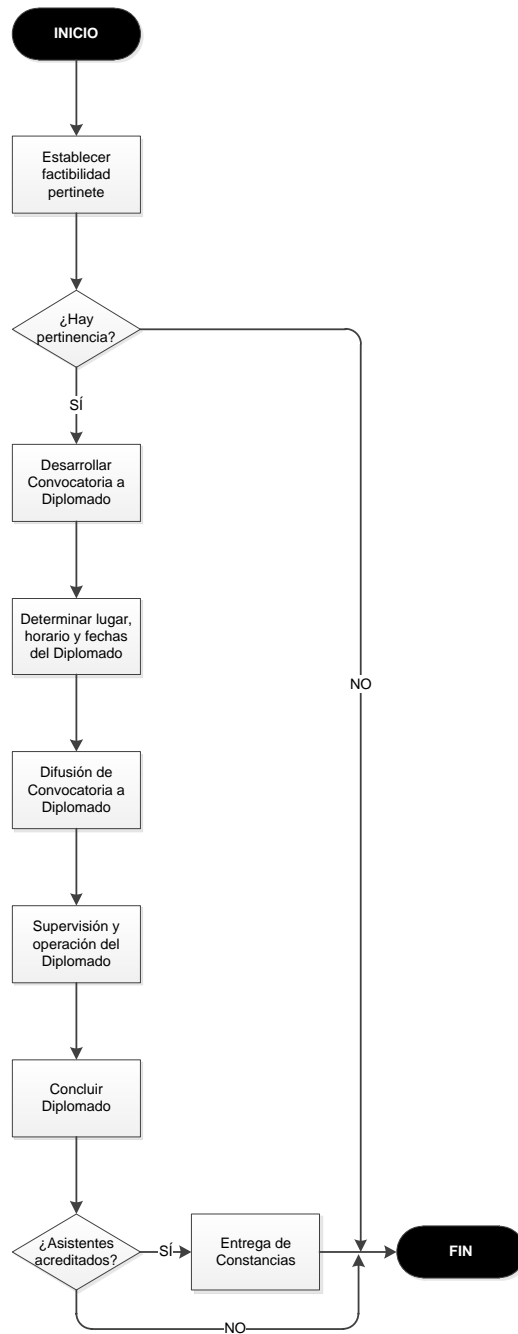 INICIO
Establecer
factibilidad
pertinete
¿Hay
pertinencia?
SÍ
Desarrollar
Convocatoria a
Diplomado
Determinar lugar,
horario y fechas
del Diplomado
NO
Difusión de
Convocatoria a
Diplomado
Supervisión y
operación del
Diplomado
Concluir
Diplomado
¿Asistentes
acreditados?
SÍ
Entrega de
Constancias
FIN
NO